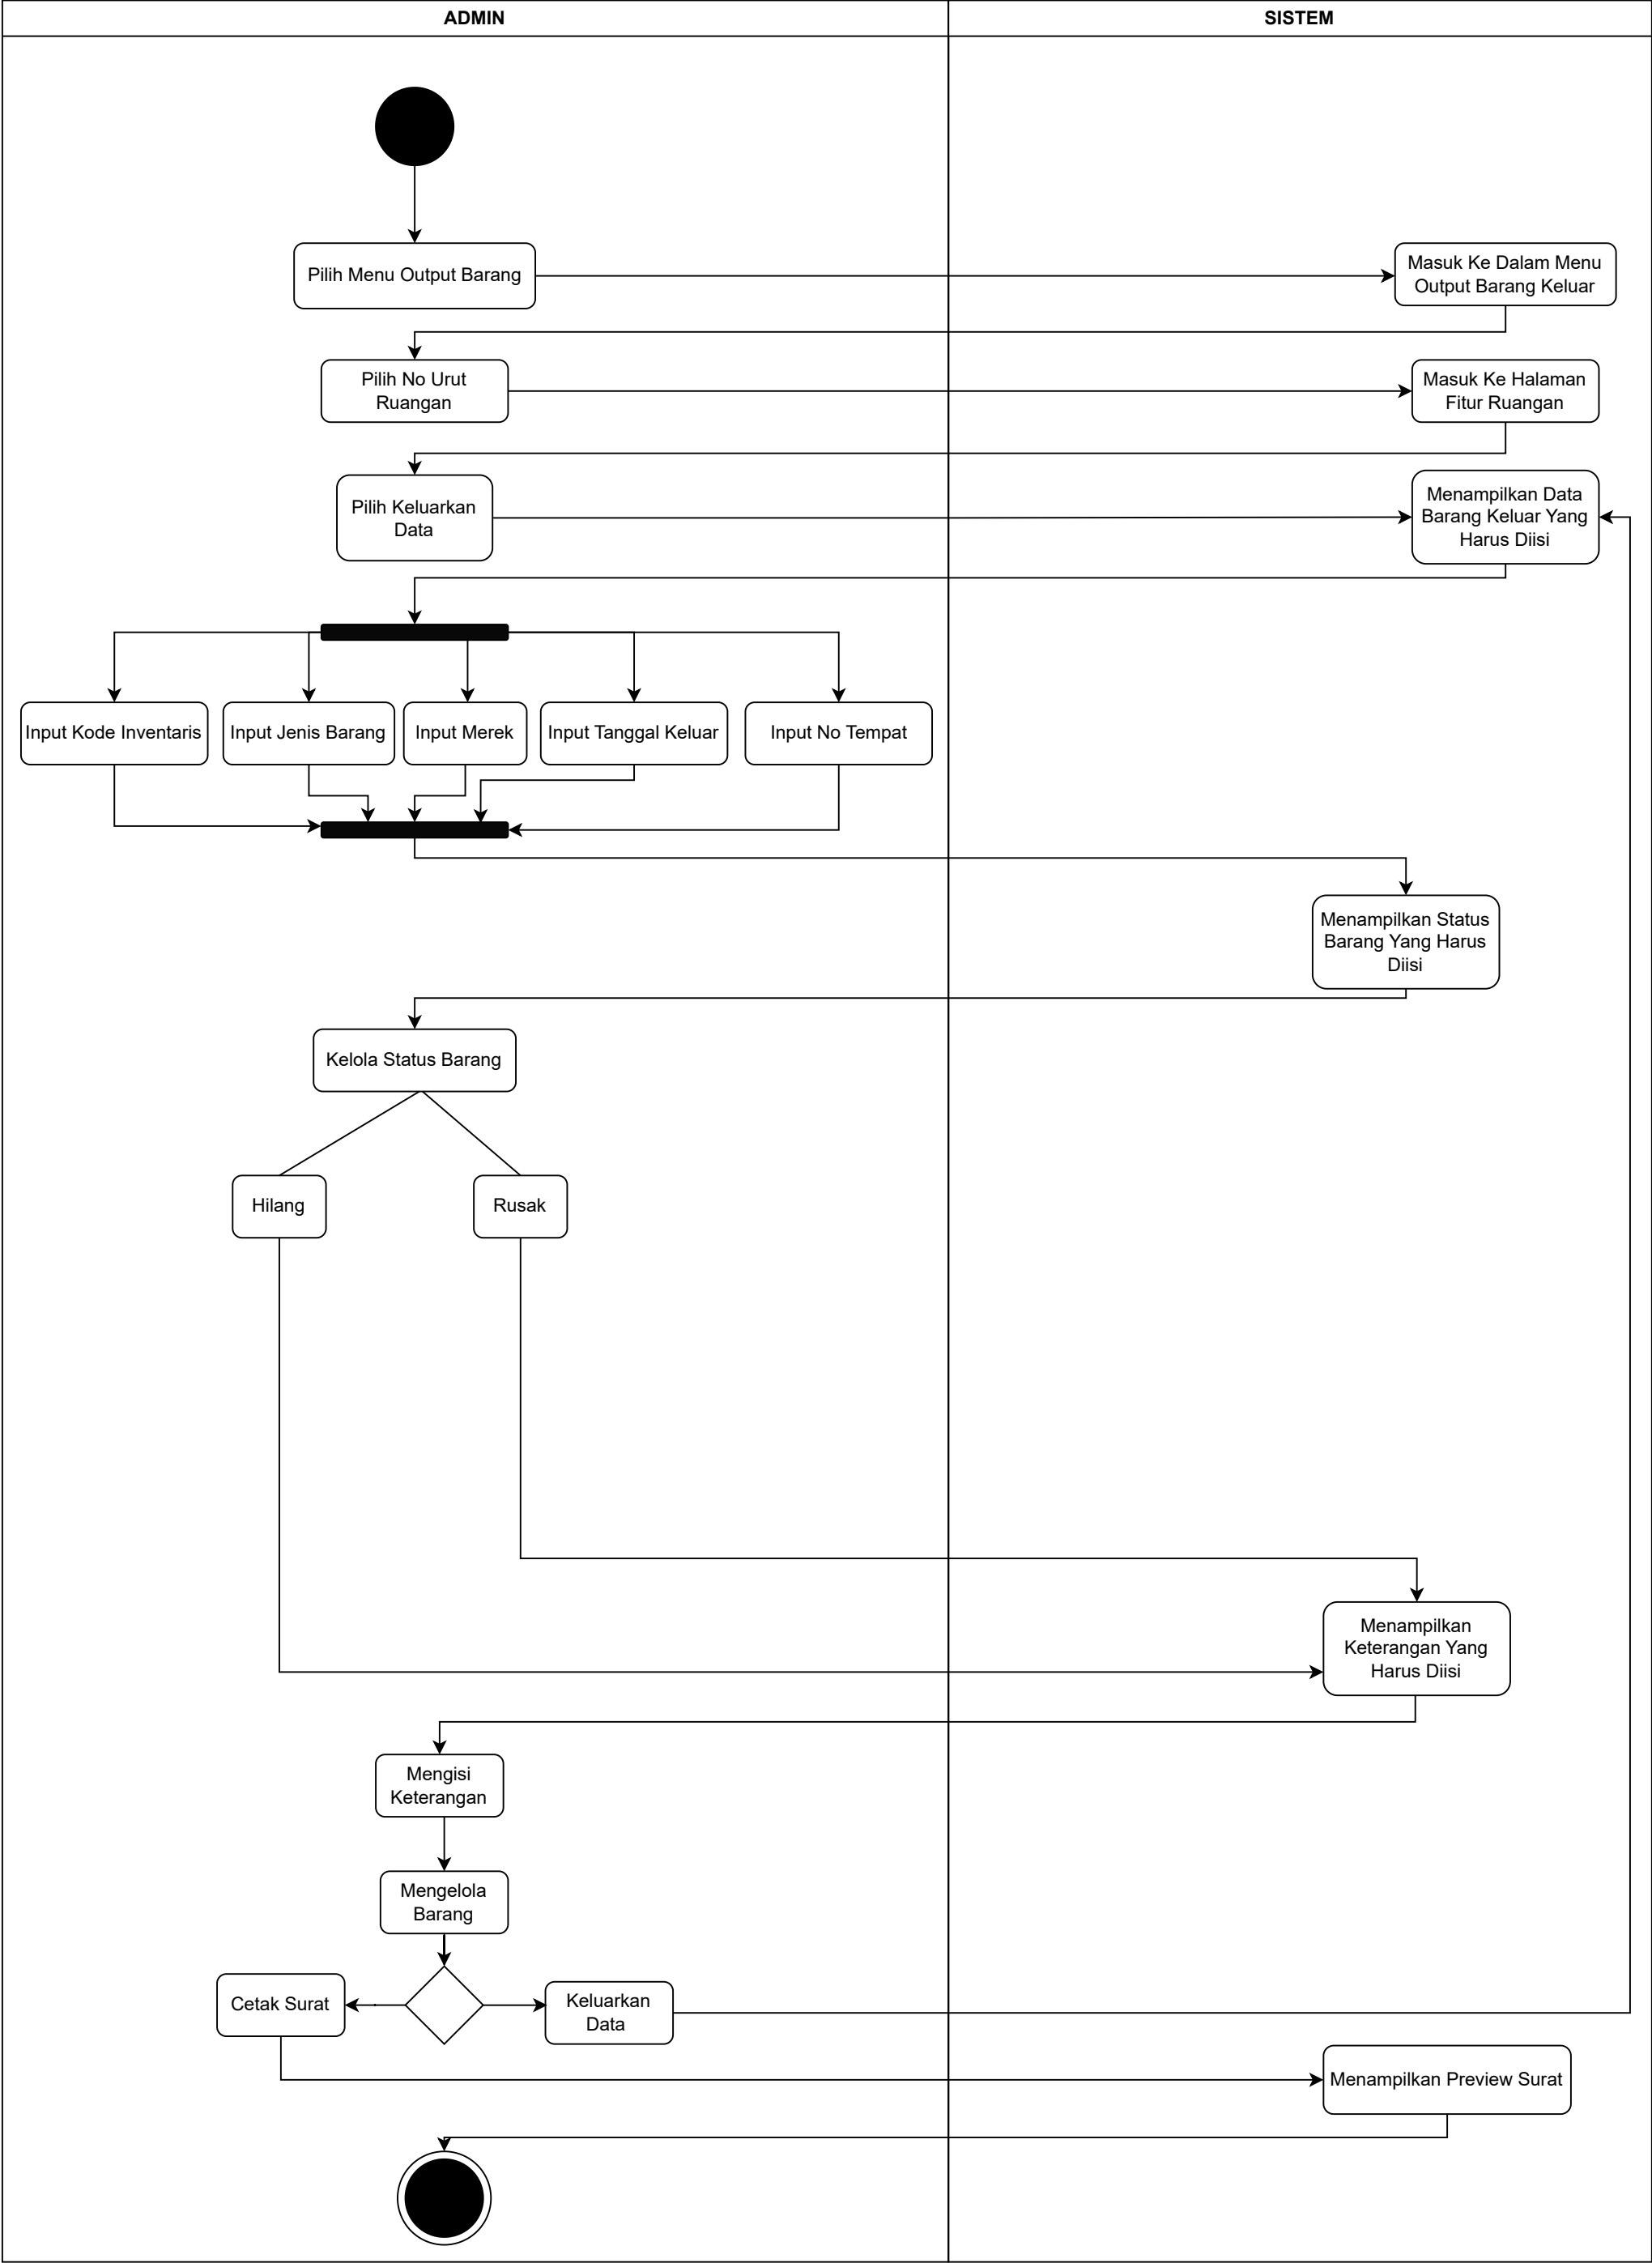 ADMIN
SISTEM
Pilih Menu Output Barang
Masuk Ke Dalam Menu
Output Barang Keluar
Pilih No Urut
Ruangan
Masuk Ke Halaman
Fitur Ruangan
Pilih Keluarkan
Data
Menampilkan Data
Barang Keluar Yang
Harus Diisi
Input Kode Inventaris
Input Jenis Barang
Input Merek
Input Tanggal Keluar
Input No Tempat
Menampilkan Status
Barang Yang Harus
Diisi
Kelola Status Barang
Hilang
Rusak
Menampilkan
Keterangan Yang
Harus Diisi
Mengisi
Keterangan
Mengelola
Barang
Cetak Surat
Keluarkan
Data
Menampilkan Preview Surat